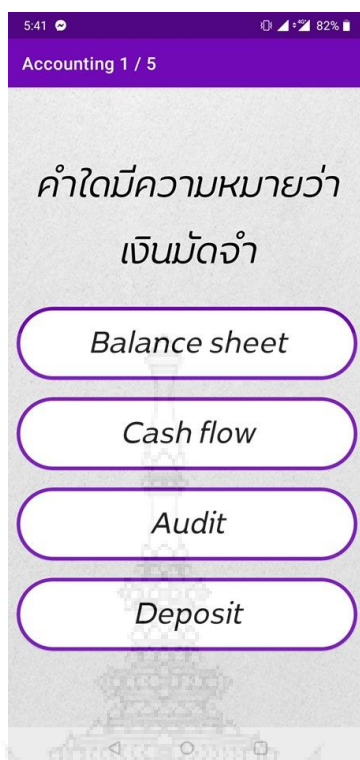 5:41 82%
Accounting 1 / 5
คำใดมีความหมายว่า
เงินมัดจำ
Balance sheet
Cash flow
Audit
Deposit